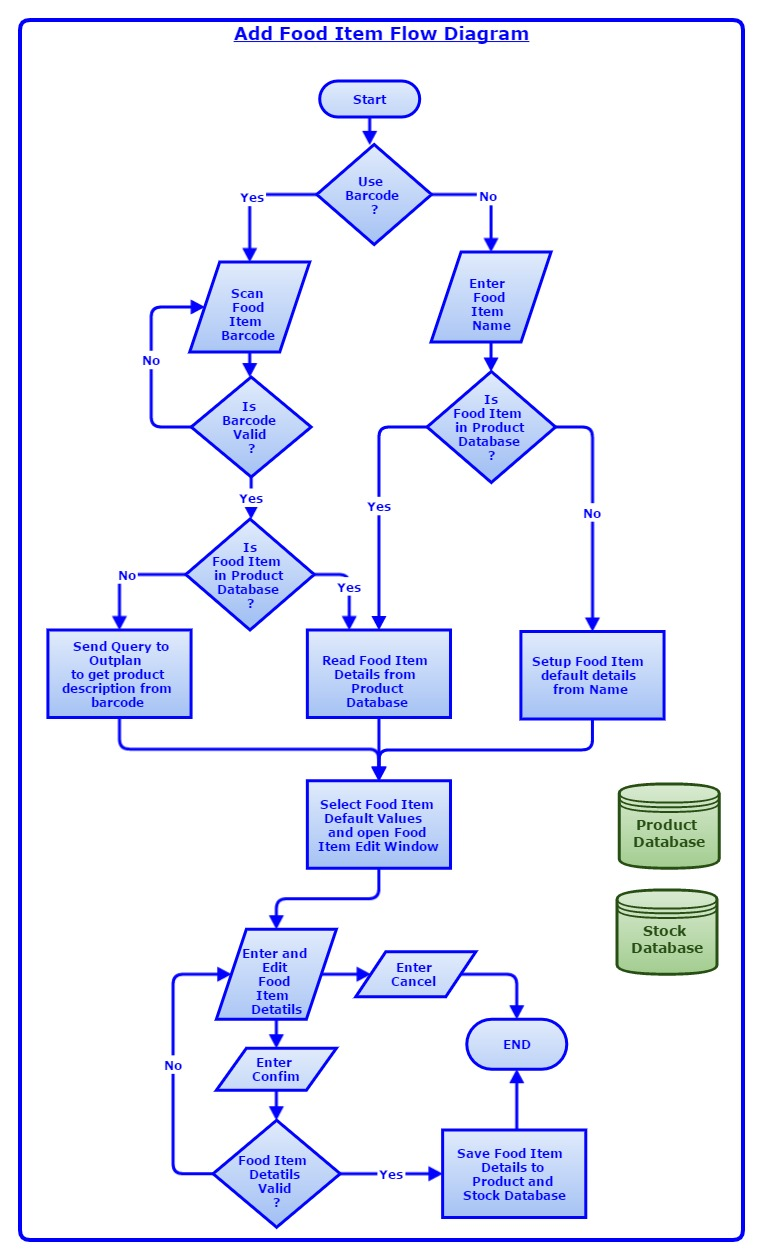 Add Food Item Flow Diagram
Start
Use
Barcode
?
Yes
No
Scan
Food
Item
Barcode
Enter
Food
Item
Name
No
Is
Barcode
Valid
?
Is
Food Item
in Product
Database
?
Yes
Yes
No
Is
Food Item
in Product
Database
?
No
Yes
Send Query to
Outplan
to get product
description from
barcode
Read Food Item
Details from
Product
Database
Setup Food Item
default details
from Name
Select Food Item
Default Values
and open Food
Item Edit Window
Product
Database
Stock
Database
Enter and
Edit
Food
Item
Detatils
Enter
Cancel
END
No
Enter
Confim
Food Item
Detatils
Valid
?
Yes
Save Food Item
Details to
Product and
Stock Database